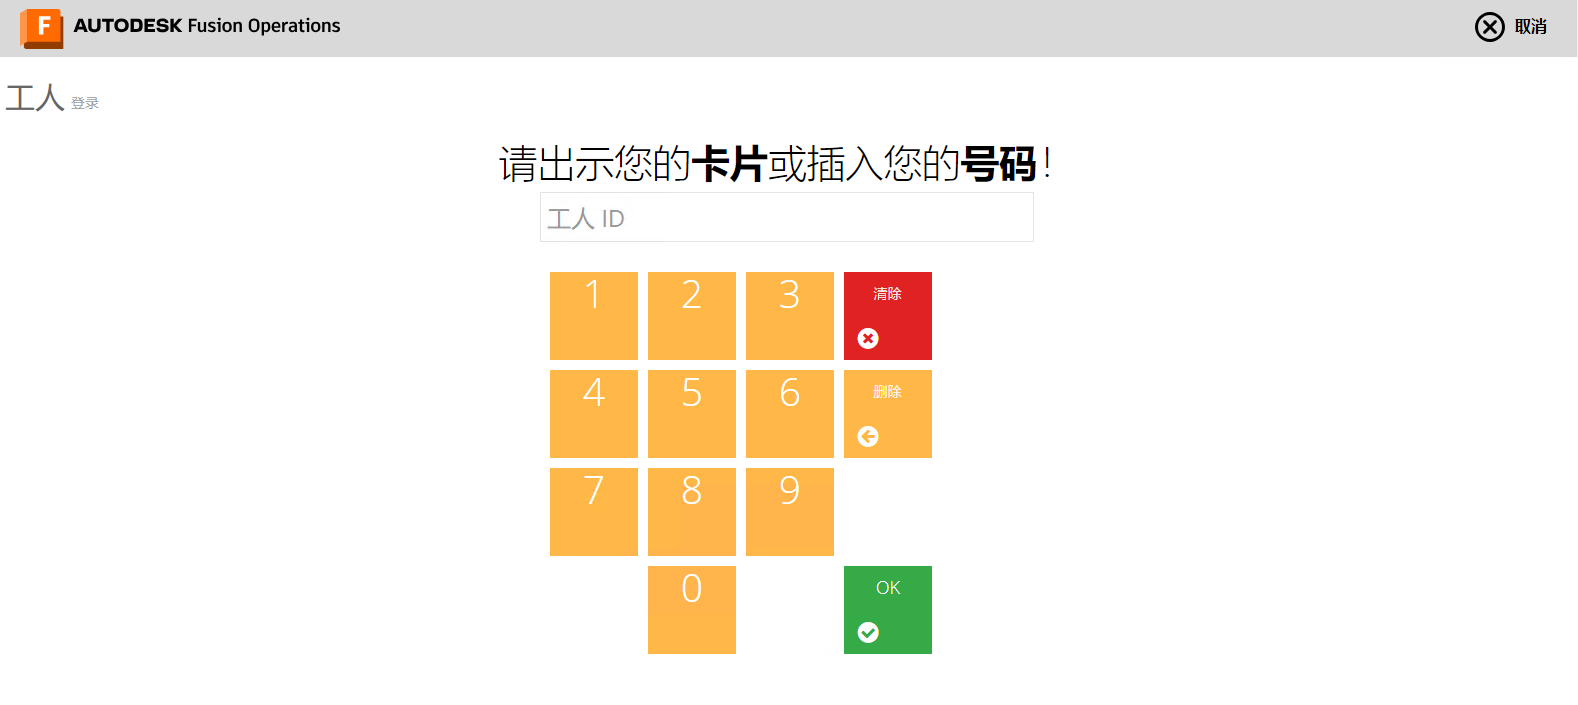 F AUTODESK Fusion Operations
取消
工人 登录
请出示您的卡片或插入您的号码！
工人 ID
1 2 3 清除
4 5 6 删除
7 8 9
0 OK